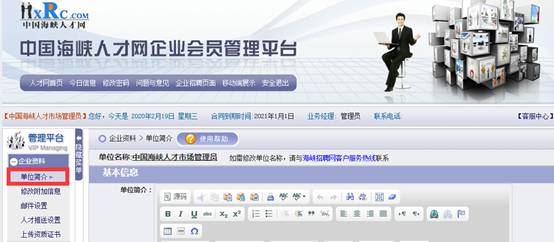 HXRC.COM
中国海峡人才网
中国海峡人才网企业会员管理平台
人才网首页 今日信息 修改密码 问题与意见 企业招聘页面 移动端展示 安全退出
【中国海峡人才市场管理员】您好,今天是 2020年2月19日 星期三 合同到期时间:2021年1月1日 业务经理: 管理员 联系电话: 【客服中心】
管理平台
VIP Managing
隐藏菜单
企业资料 > 单位简介 > 使用帮助
企业资料
单位简介 »
修改附加信息
邮件设置
人才推送设置
上传资质证书
单位名称:中国海峡人才市场管理员 如需修改单位名称,请与海峡招聘网客户服务热线联系
基本信息
单位简介:
源码
B I U abc X₂ X²